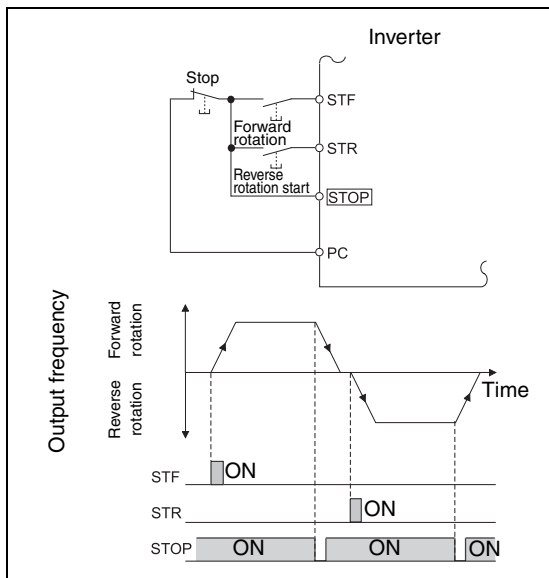 Inverter
Stop
STF
Forward
rotation
STR
Reverse
rotation start
STOP
PC
Output frequency
Forward
rotation
Reverse
rotation
Time
STF
ON
STR
ON
STOP
ON
ON
ON